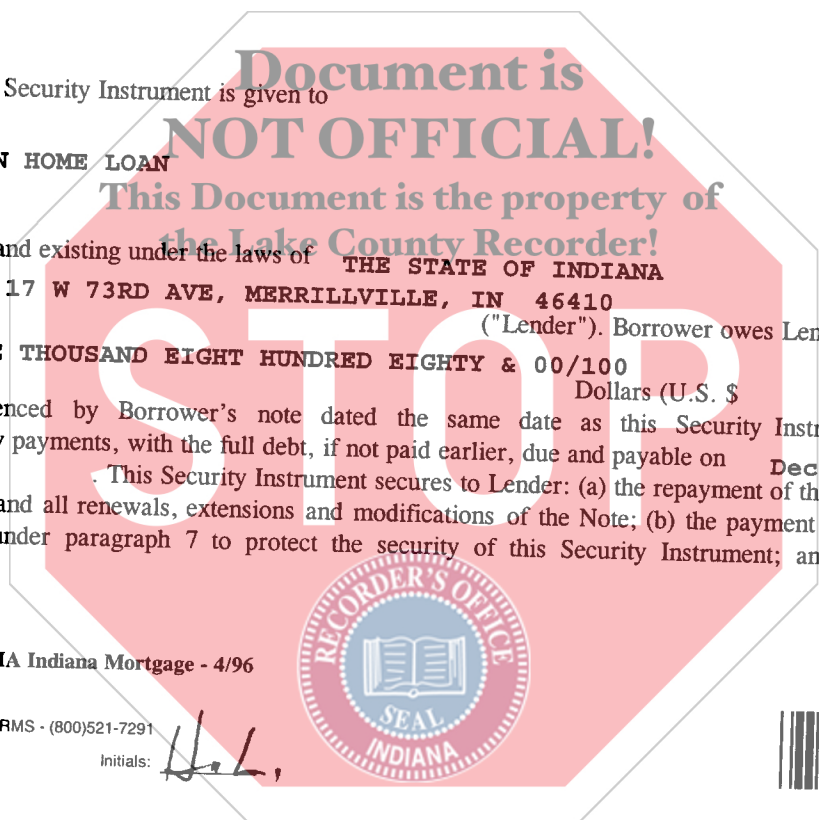 Document is
Security Instrument is given to
NOT OFFICIAL!
N HOME LOAN
This Document is the property of
the Lake County Recorder!
and existing under the laws of THE STATE OF INDIANA
17 W 73RD AVE, MERRILLVILLE, IN 46410
("Lender"). Borrower owes Len
THOUSAND EIGHT HUNDRED EIGHTY & 00/100
Dollars (U.S. $
enced by Borrower's note dated the same date as this Security Instr
payments, with the full debt, if not paid earlier, due and payable on Dec
. This Security Instrument secures to Lender: (a) the repayment of th
and all renewals, extensions and modifications of the Note; (b) the payment
nder paragraph 7 to protect the security of this Security Instrument; an
STOP
RECORDER'S OFFICE
SEAL
INDIANA
IA Indiana Mortgage - 4/96
RMS - (800)521-7291
Initials: H. L.